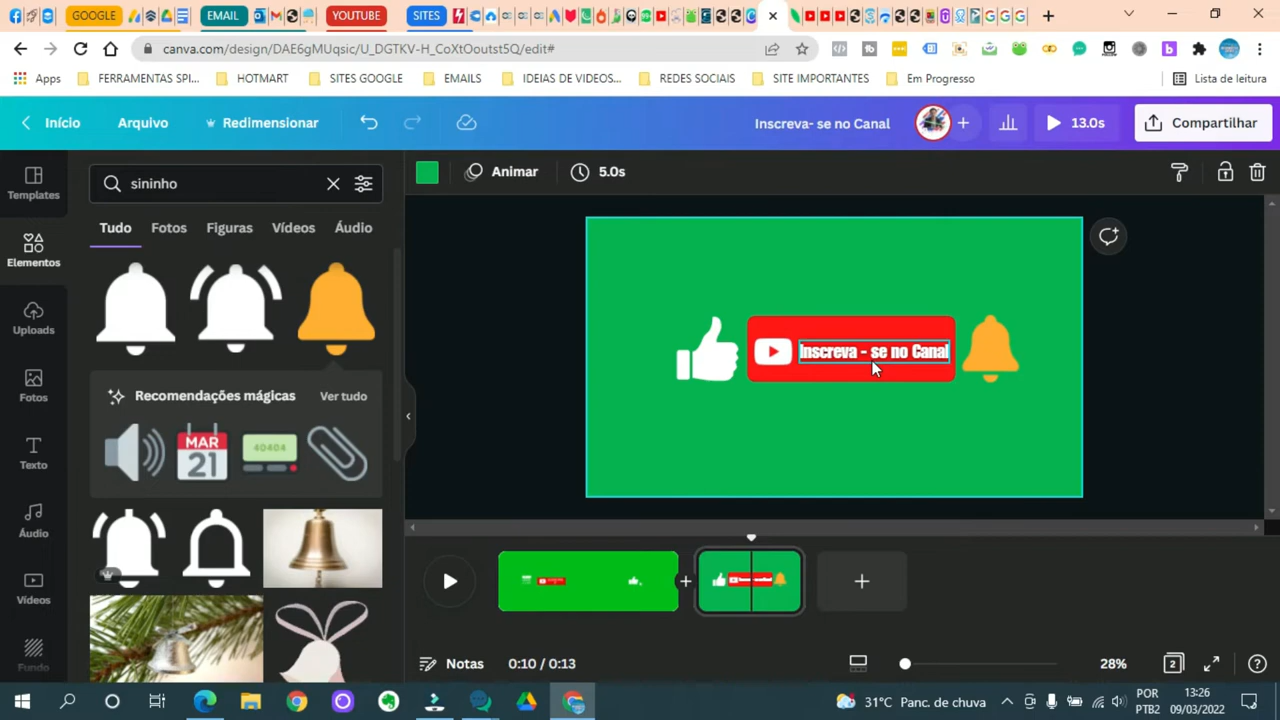 GOOGLE
EMAIL
YOUTUBE
SITES
canva.com/design/DAE6gMUqsic/U_DGTKV-H_CoXtOoutst5Q/edit#
Apps
FERRAMENTAS SPI...
HOTMART
SITES GOOGLE
EMAILS
IDEIAS DE VIDEOS...
REDES SOCIAIS
SITE IMPORTANTES
Em Progresso
Lista de leitura
Início
Arquivo
Redimensionar
Inscreva- se no Canal
13.0s
Compartilhar
Templates
Elementos
Uploads
Fotos
Texto
Áudio
Vídeos
Fundo
sininho
Tudo
Fotos
Figuras
Vídeos
Áudio
Recomendações mágicas
Ver tudo
MAR
21
40404
Animar
5.0s
Inscreva - se no Canal
Notas
0:10 / 0:13
28%
2
31°C Panc. de chuva
POR
PTB2
13:26
09/03/2022